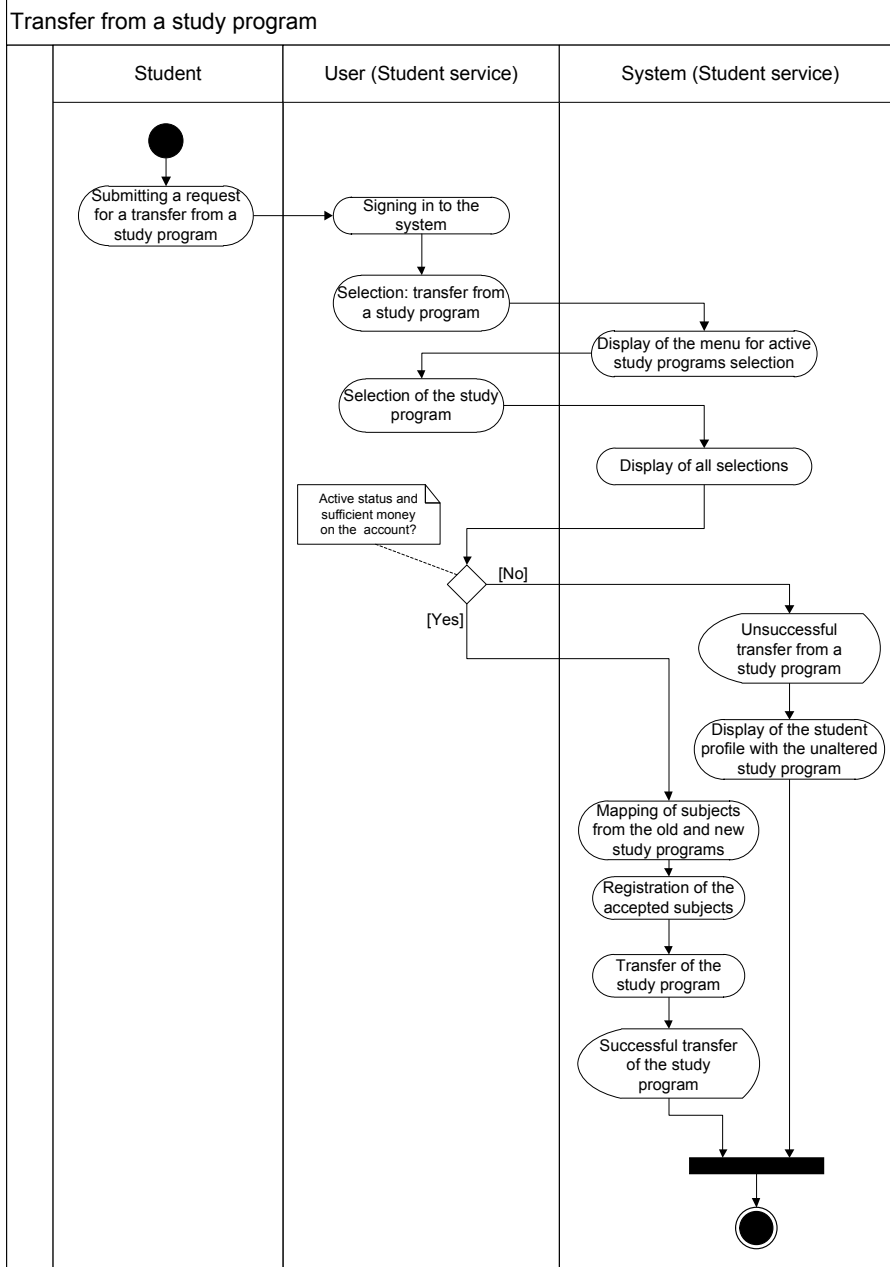 Transfer from a study program
Student
User (Student service)
System (Student service)
Submitting a request
for a transfer from a
study program
Signing in to the
system
Selection: transfer from
a study program
Display of the menu for active
study programs selection
Selection of the study
program
Display of all selections
Active status and
sufficient money
on the account?
[No]
[Yes]
Unsuccessful
transfer from a
study program
Display of the student
profile with the unaltered
study program
Mapping of subjects
from the old and new
study programs
Registration of the
accepted subjects
Transfer of the
study program
Successful transfer
of the study
program